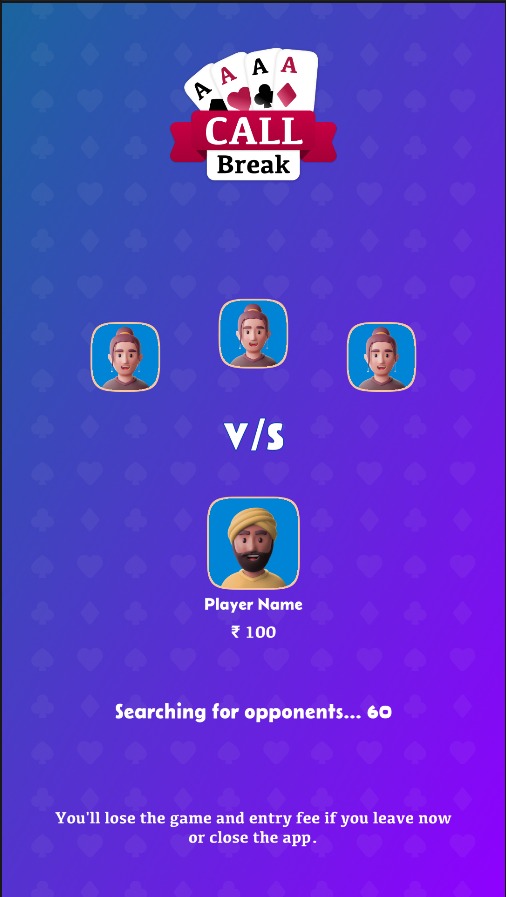 A A A A
CALL
Break
V/S
Player Name
₹ 100
Searching for opponents... 60
You'll lose the game and entry fee if you leave now
or close the app.